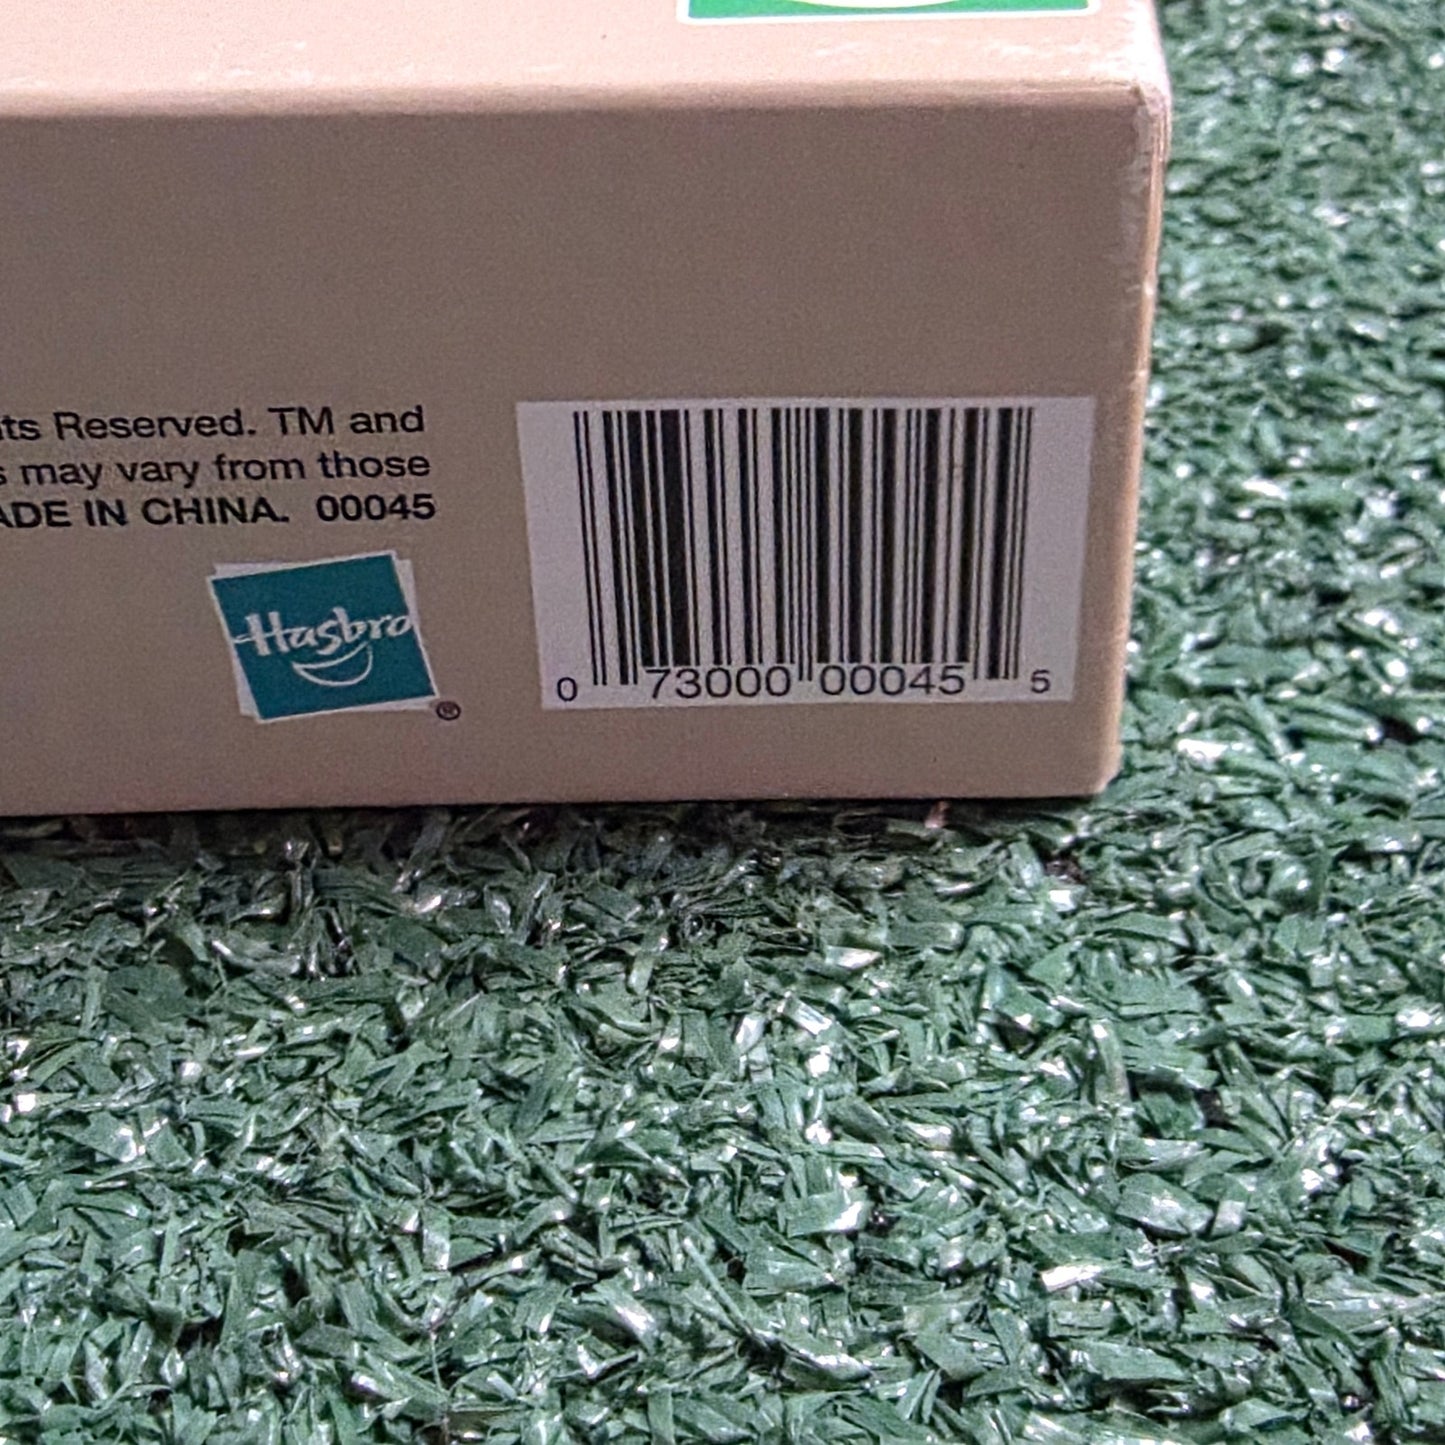 ts Reserved. TM and
s may vary from those
ADE IN CHINA. 00045
Hasbro
®
0 73000 00045 5